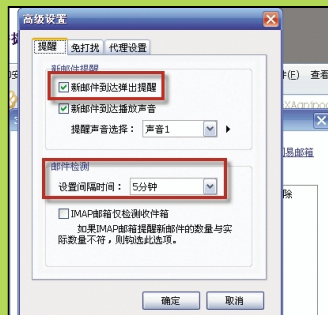 高级设置
提醒 免打扰 代理设置
新邮件提醒
新邮件到达弹出提醒
新邮件到达播放声音
提醒声音选择： 声音1
邮件检测
设置间隔时间： 5分钟
IMAP邮箱仅检测收件箱
如果IMAP邮箱提醒新邮件的数量与实
际数量不符，则钩选此选项。
确定 取消
(E) 查看
易邮箱
除